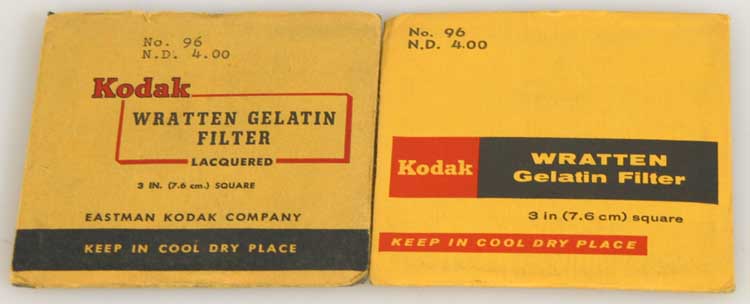 No. 96
N.D. 4.00
Kodak
WRATTEN GELATIN
FILTER
LACQUERED
3 IN. (7.6 cm.) SQUARE
EASTMAN KODAK COMPANY
KEEP IN COOL DRY PLACE
No. 96
N.D. 4.00
Kodak
WRATTEN
Gelatin Filter
3 in (7.6 cm) square
KEEP IN COOL DRY PLACE